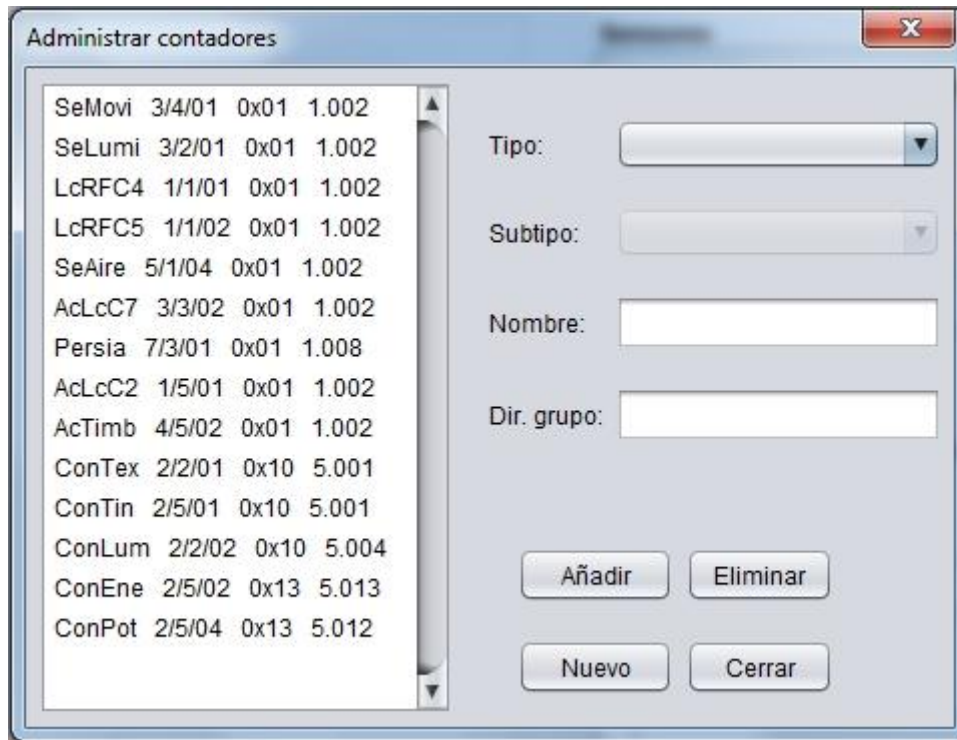 Administrar contadores
SeMovi 3/4/01 0x01 1.002
SeLumi 3/2/01 0x01 1.002
LcRFC4 1/1/01 0x01 1.002
LcRFC5 1/1/02 0x01 1.002
SeAire 5/1/04 0x01 1.002
AcLcC7 3/3/02 0x01 1.002
Persia 7/3/01 0x01 1.008
AcLcC2 1/5/01 0x01 1.002
AcTimb 4/5/02 0x01 1.002
ConTex 2/2/01 0x10 5.001
ConTin 2/5/01 0x10 5.001
ConLum 2/2/02 0x10 5.004
ConEne 2/5/02 0x13 5.013
ConPot 2/5/04 0x13 5.012
Tipo:
Subtipo:
Nombre:
Dir. grupo:
Añadir Eliminar
Nuevo Cerrar